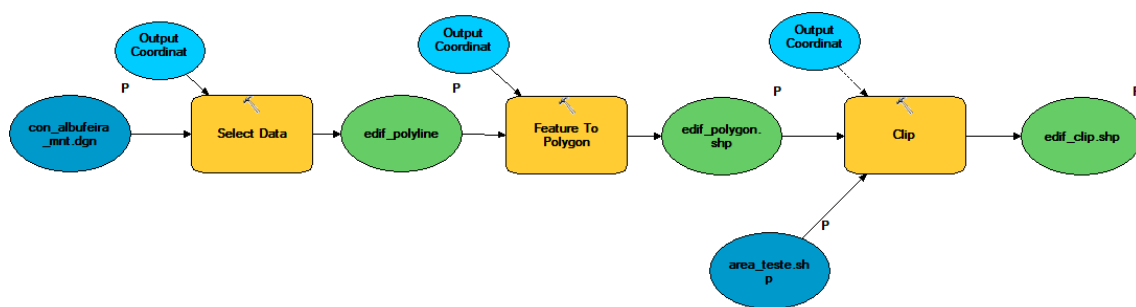 Output
Coordinat
P
con_albufeira
_mnt.dgn
Select Data
edif_polyline
Output
Coordinat
P
Feature To
Polygon
edif_polygon.
shp
Output
Coordinat
P
Clip
edif_clip.shp
P
P
area_teste.sh
p